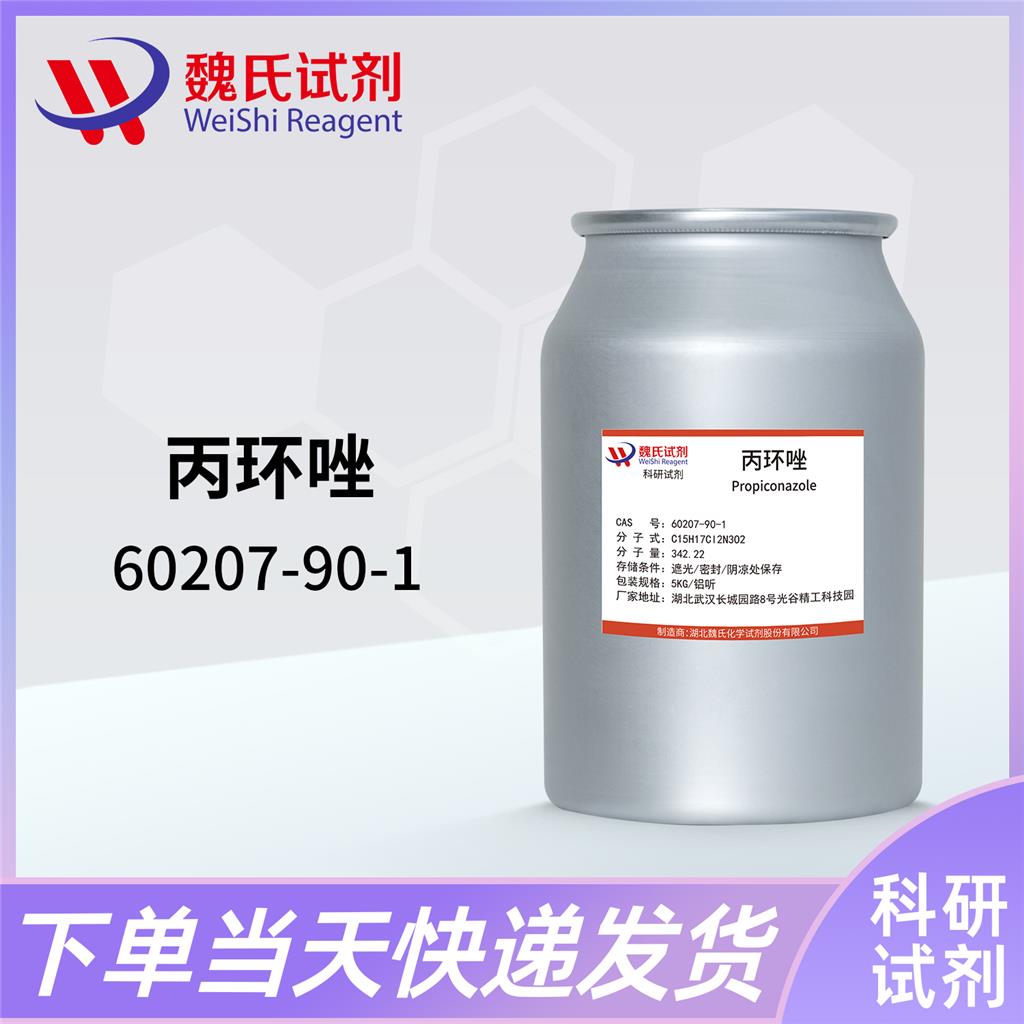 魏氏试剂
WeiShi Reagent
丙环唑
60207-90-1
魏氏试剂
WeiShi Reagent
科研试剂
丙环唑
Propiconazole
CAS 号：60207-90-1
分 子 式：C15H17Cl2N3O2
分 子 量：342.22
存储条件：遮光/密封/阴凉处保存
包装规格：5KG/铝听
厂家地址：湖北武汉长城园路8号光谷精工科技园
制造商:湖北魏氏化学试剂股份有限公司
下单当天快递发货
科研
试剂